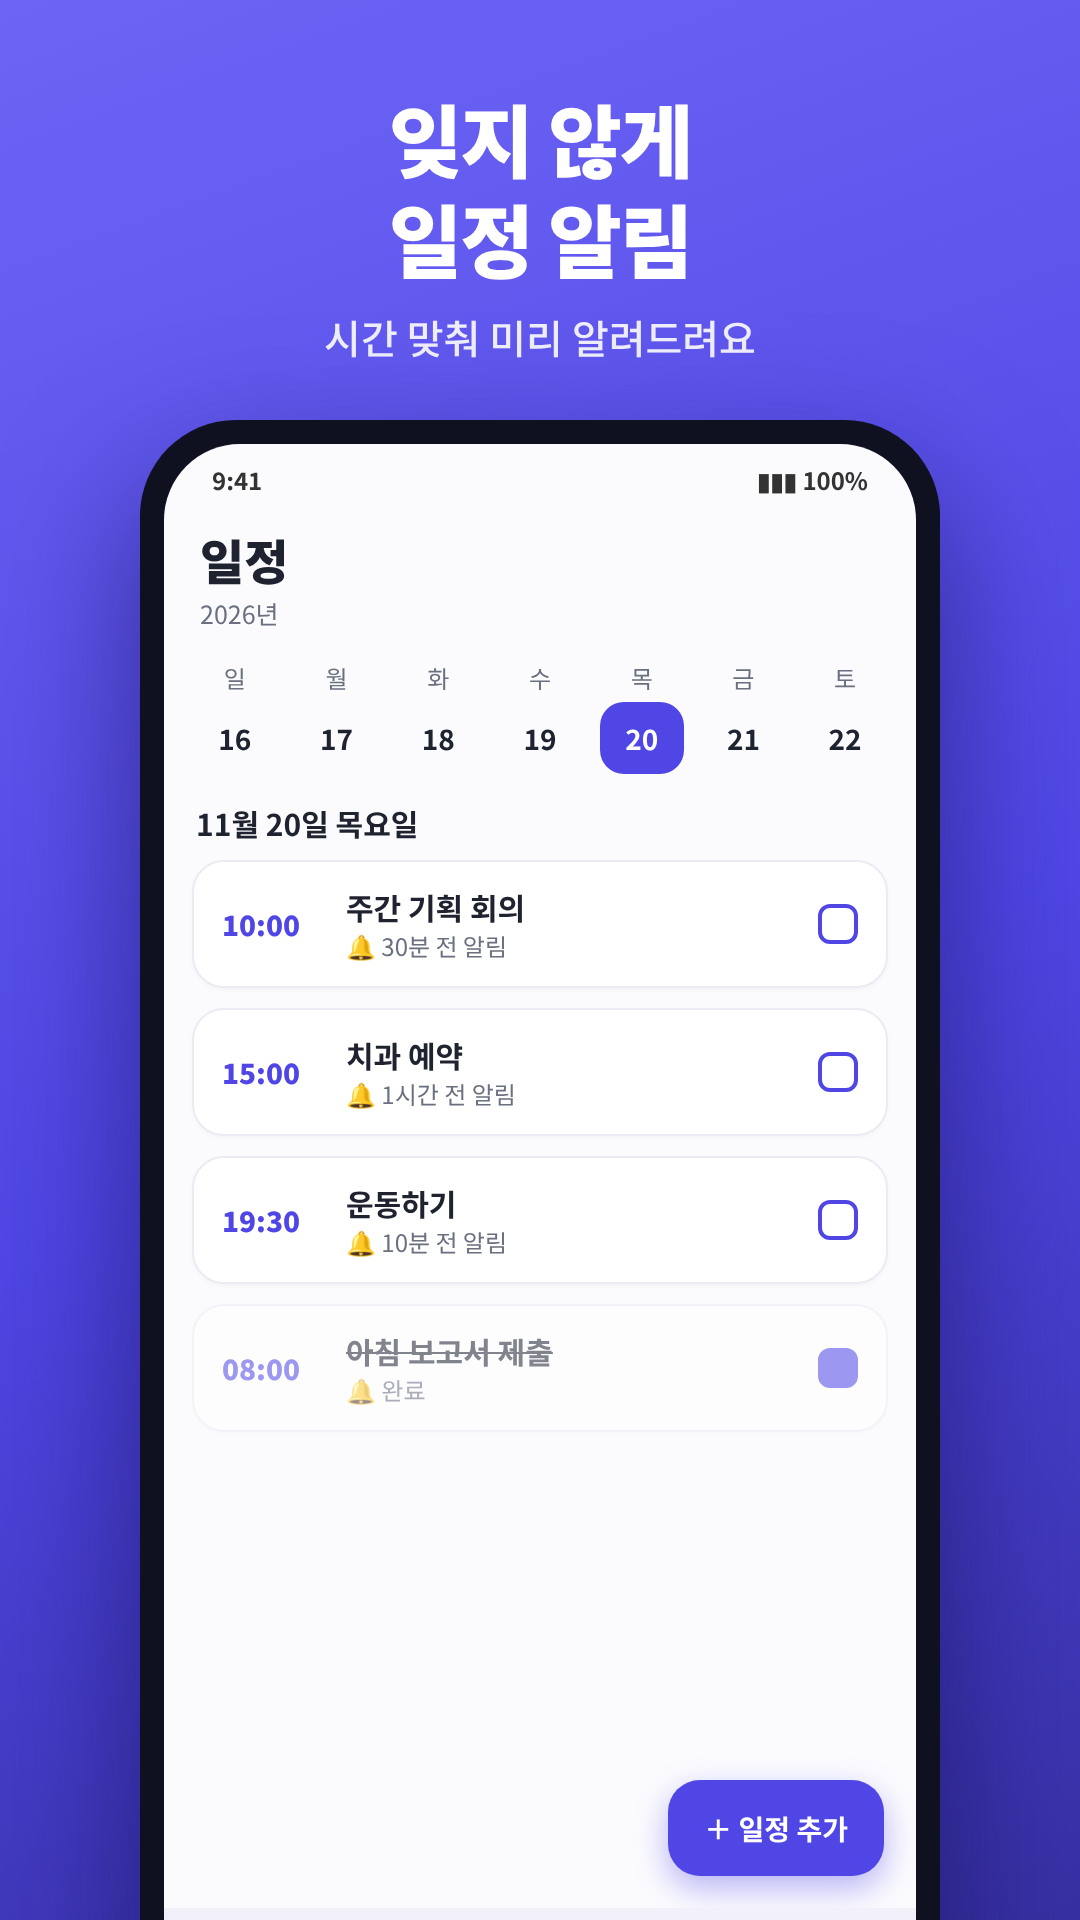 잊지 않게
일정 알림
시간 맞춰 미리 알려드려요
9:41 100%
일정
2026년
일 월 화 수 목 금 토
16 17 18 19 20 21 22
11월 20일 목요일
10:00 주간 기획 회의
🔔 30분 전 알림
15:00 치과 예약
🔔 1시간 전 알림
19:30 운동하기
🔔 10분 전 알림
08:00 아침 보고서 제출
🔔 완료
+ 일정 추가